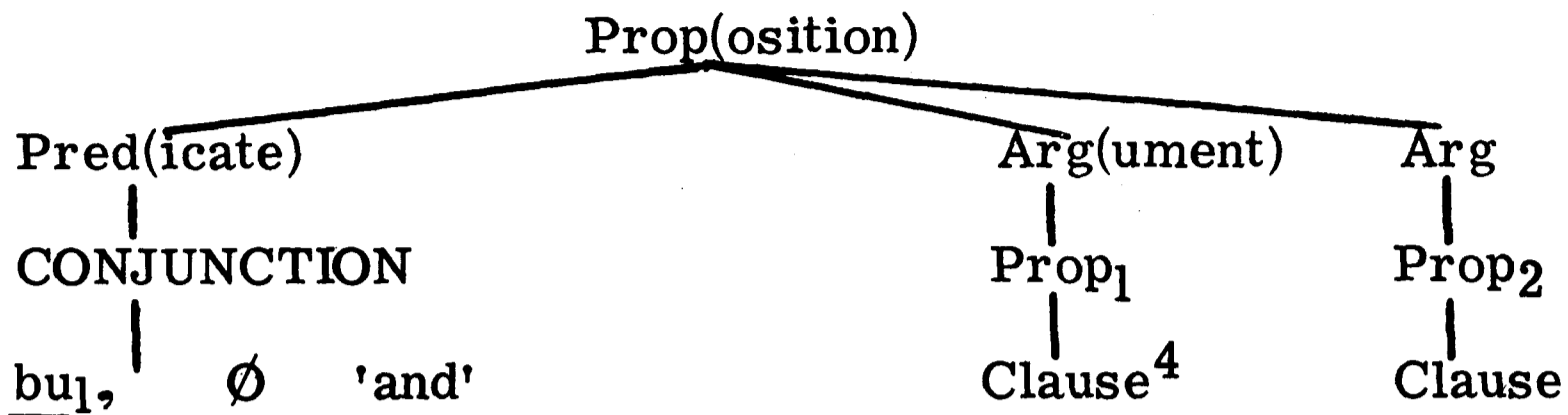 Prop(osition)
Pred(icate) Arg(ument) Arg
CONJUNCTION Prop1 Prop2
bu1, Ø 'and' Clause4 Clause